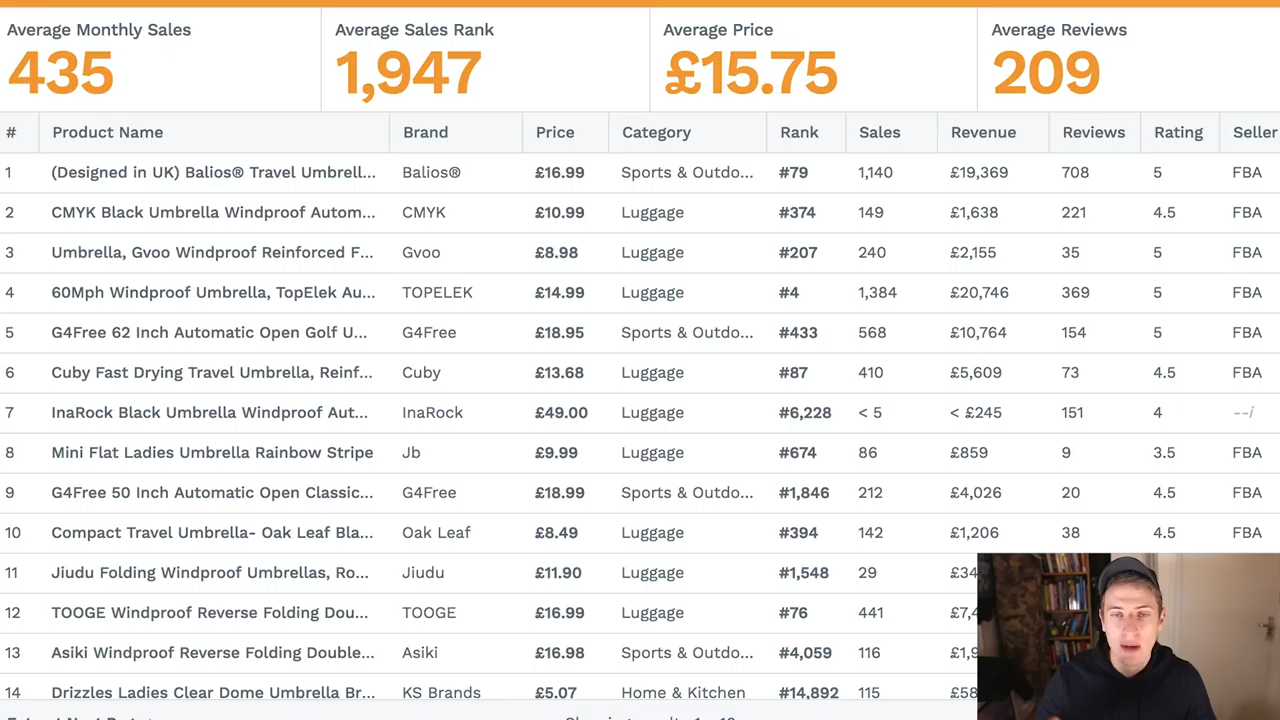 Average Monthly Sales Average Sales Rank Average Price Average Reviews
435 1,947 £15.75 209
# Product Name Brand Price Category Rank Sales Revenue Reviews Rating Seller
1 (Designed in UK) Balios® Travel Umbrell... Balios® £16.99 Sports & Outdo... #79 1,140 £19,369 708 5 FBA
2 CMYK Black Umbrella Windproof Autom... CMYK £10.99 Luggage #374 149 £1,638 221 4.5 FBA
3 Umbrella, Gvoo Windproof Reinforced F... Gvoo £8.98 Luggage #207 240 £2,155 35 5 FBA
4 60Mph Windproof Umbrella, TopElek Au... TOPELEK £14.99 Luggage #4 1,384 £20,746 369 5 FBA
5 G4Free 62 Inch Automatic Open Golf U... G4Free £18.95 Sports & Outdo... #433 568 £10,764 154 5 FBA
6 Cuby Fast Drying Travel Umbrella, Reinf... Cuby £13.68 Luggage #87 410 £5,609 73 4.5 FBA
7 InaRock Black Umbrella Windproof Aut... InaRock £49.00 Luggage #6,228 < 5 < £245 151 4 --i
8 Mini Flat Ladies Umbrella Rainbow Stripe Jb £9.99 Luggage #674 86 £859 9 3.5 FBA
9 G4Free 50 Inch Automatic Open Classic... G4Free £18.99 Sports & Outdo... #1,846 212 £4,026 20 4.5 FBA
10 Compact Travel Umbrella- Oak Leaf Bla... Oak Leaf £8.49 Luggage #394 142 £1,206 38 4.5 FBA
11 Jiudu Folding Windproof Umbrellas, Ro... Jiudu £11.90 Luggage #1,548 29 £34
12 TOOGE Windproof Reverse Folding Dou... TOOGE £16.99 Luggage #76 441 £7,4
13 Asiki Windproof Reverse Folding Double... Asiki £16.98 Sports & Outdo... #4,059 116 £1,9
14 Drizzles Ladies Clear Dome Umbrella Br... KS Brands £5.07 Home & Kitchen #14,892 115 £58